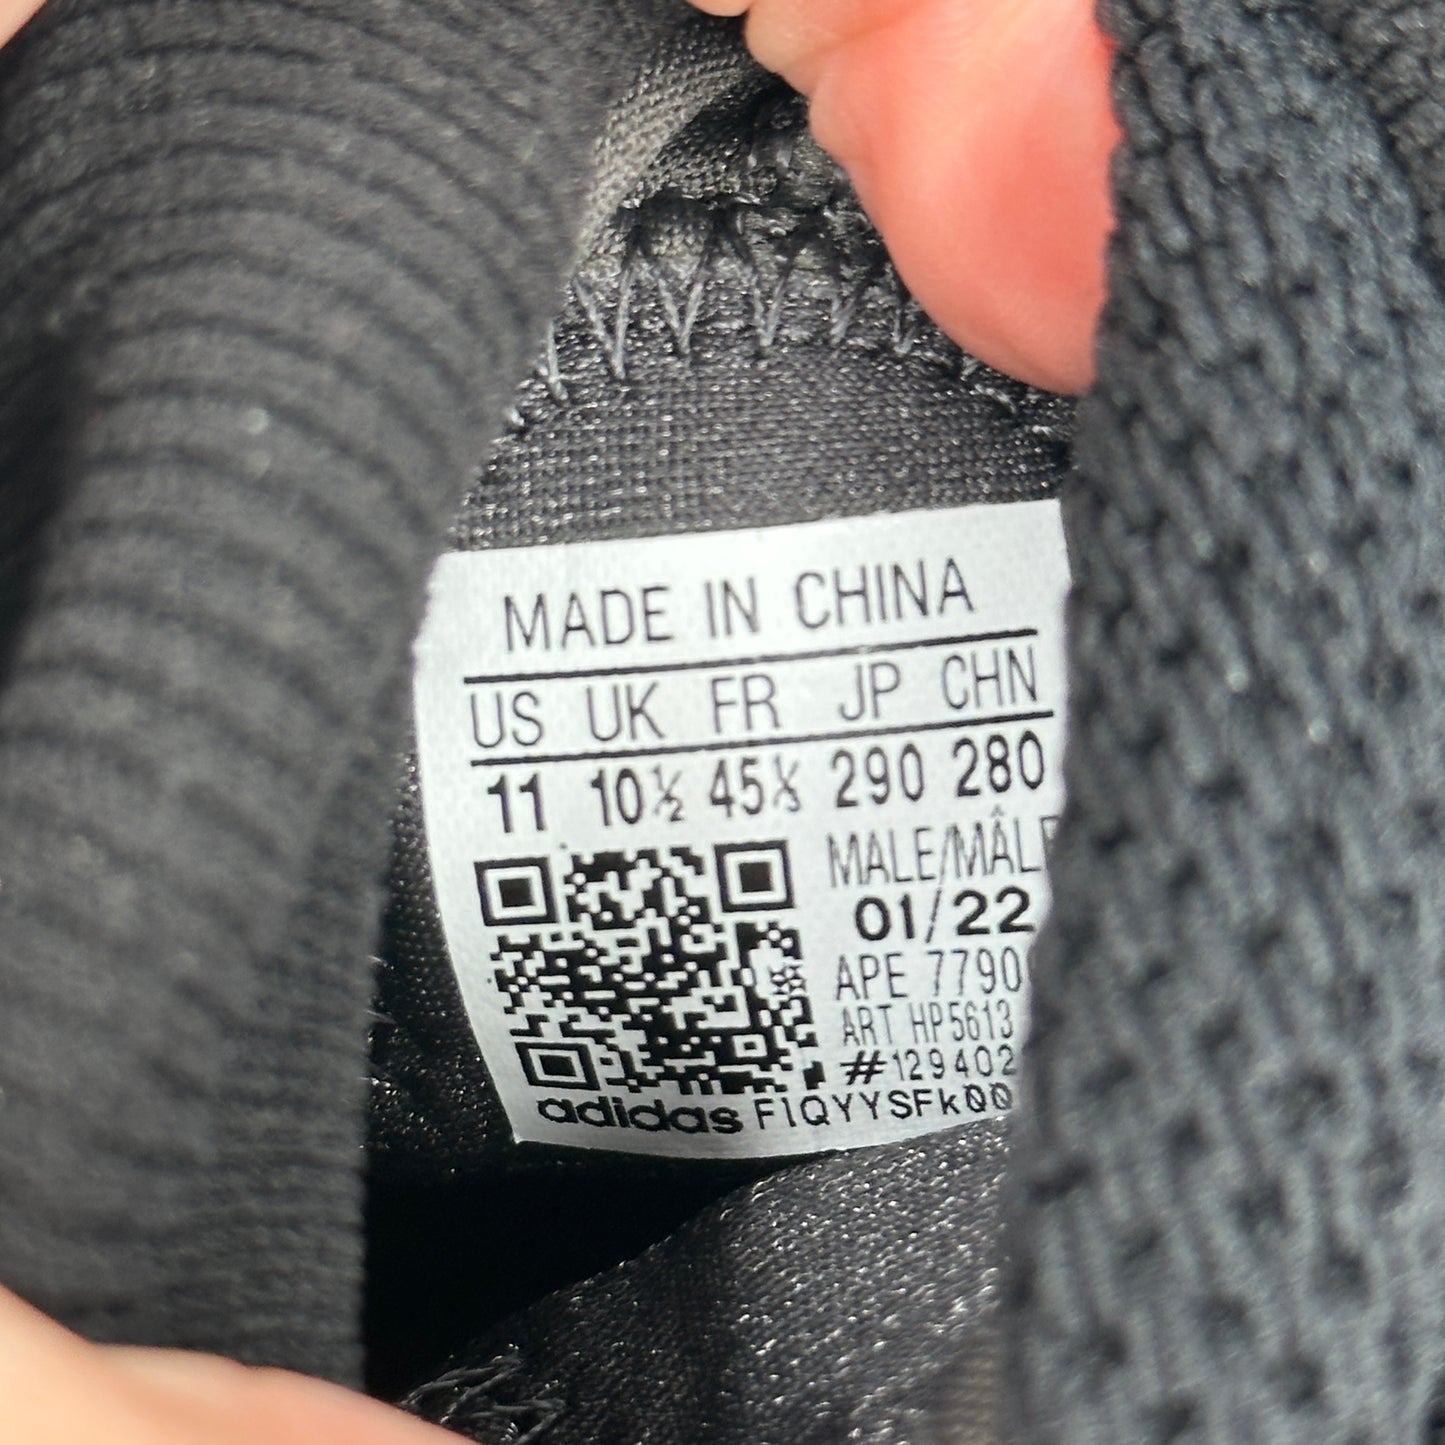 MADE IN CHINA
US UK FR JP CHN
11 10½ 45⅓ 290 280
MALE/MÂLE
01/22
APE 7790
ART HP5613
#129402
adidas F1QYYSFk00